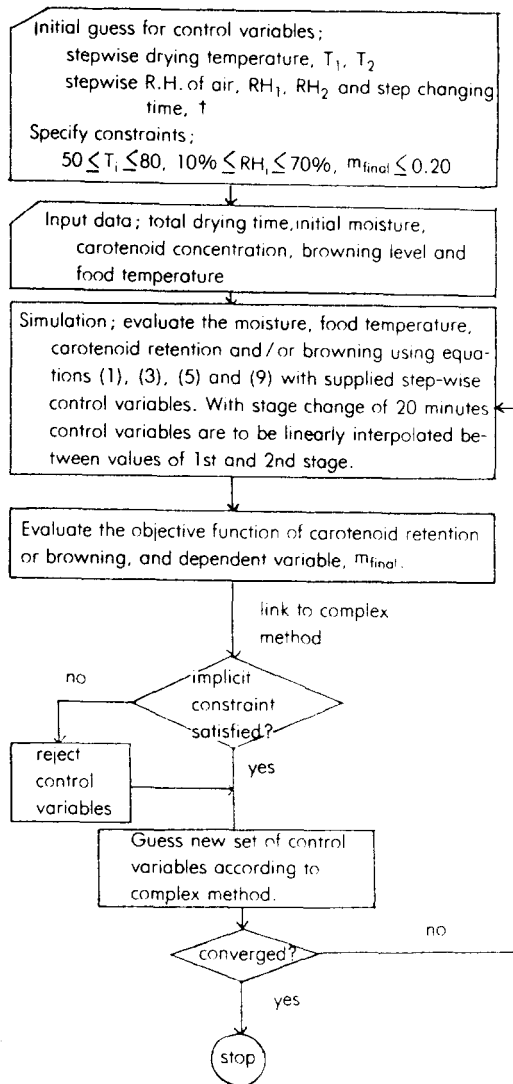 Initial guess for control variables;
stepwise drying temperature, T₁, T₂
stepwise R.H. of air, RH₁, RH₂ and step changing
time, t
Specify constraints;
50 ≤ Tᵢ ≤ 80, 10% ≤ RHᵢ ≤ 70%, m_final ≤ 0.20
Input data; total drying time, initial moisture,
carotenoid concentration, browning level and
food temperature
Simulation; evaluate the moisture, food temperature,
carotenoid retention and/or browning using equa-
tions (1), (3), (5) and (9) with supplied step-wise
control variables. With stage change of 20 minutes
control variables are to be linearly interpolated be-
tween values of 1st and 2nd stage.
Evaluate the objective function of carotenoid retention
or browning, and dependent variable, m_final.
link to complex
method
no
implicit
constraint
satisfied?
yes
reject
control
variables
Guess new set of control
variables according to
complex method.
no
converged?
yes
stop